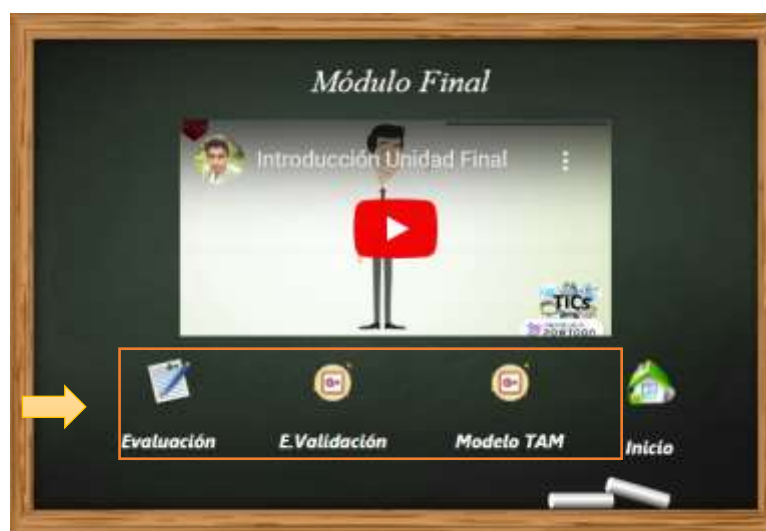 Módulo Final
Introducción Unidad Final
TICs
Evaluación
E.Validación
Modelo TAM
Inicio